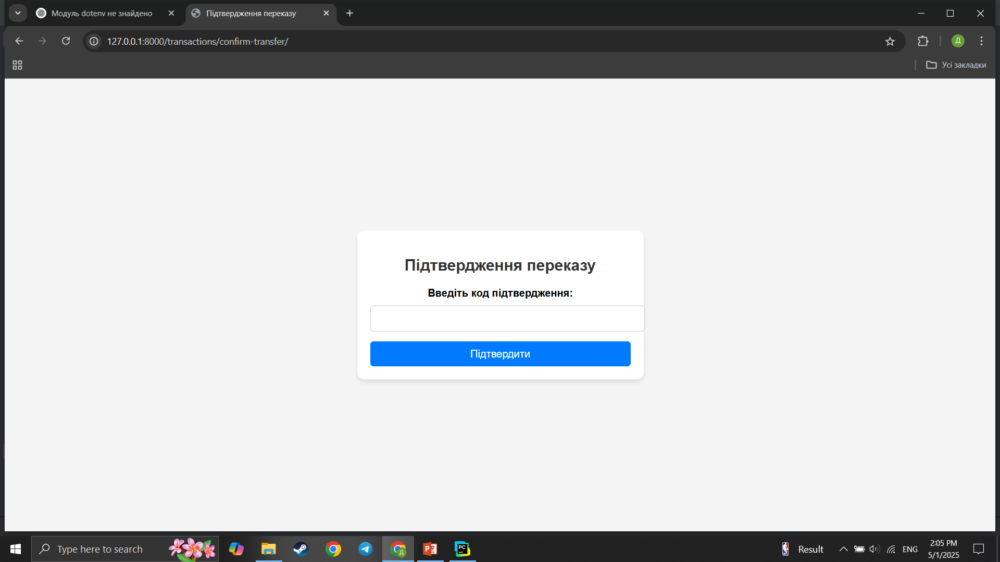 Модуль dotenv не знайдено
Підтвердження переказу
127.0.0.1:8000/transactions/confirm-transfer/
Д
Усі закладки
Підтвердження переказу
Введіть код підтвердження:
Підтвердити
Type here to search
Д
P
PC
Result
ENG
2:05 PM
5/1/2025